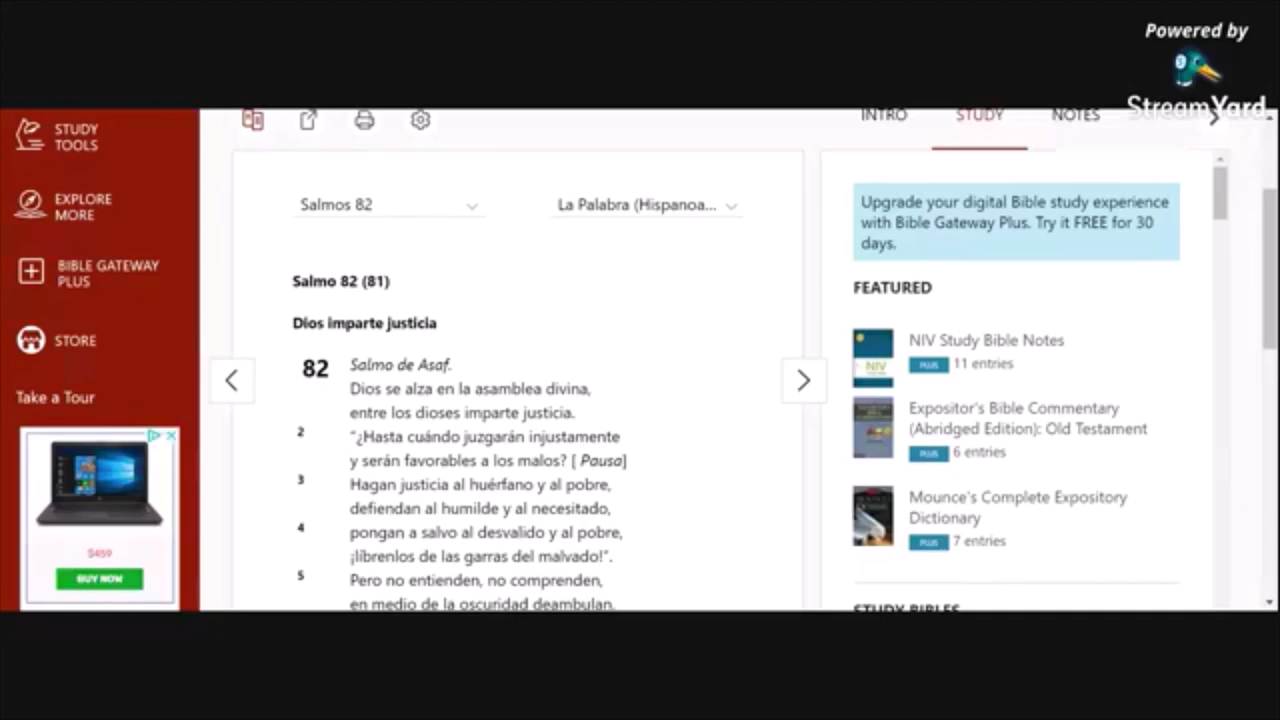 Powered by
StreamYard
STUDY
TOOLS
EXPLORE
MORE
BIBLE GATEWAY
PLUS
STORE
Take a Tour
$459
BUY NOW
Salmos 82
La Palabra (Hispanoa...
Salmo 82 (81)
Dios imparte justicia
82 Salmo de Asaf.
Dios se alza en la asamblea divina,
entre los dioses imparte justicia.
2 “¿Hasta cuándo juzgarán injustamente
y serán favorables a los malos? [ Pausa]
3 Hagan justicia al huérfano y al pobre,
defiendan al humilde y al necesitado,
4 pongan a salvo al desvalido y al pobre,
¡líbrenlos de las garras del malvado!”.
5 Pero no entienden, no comprenden,
en medio de la oscuridad deambulan.
INTRO STUDY NOTES
Upgrade your digital Bible study experience
with Bible Gateway Plus. Try it FREE for 30
days.
FEATURED
NIV
NIV Study Bible Notes
PLUS 11 entries
Expositor's Bible Commentary
(Abridged Edition): Old Testament
PLUS 6 entries
Mounce's Complete Expository
Dictionary
PLUS 7 entries
STUDY BIBLES